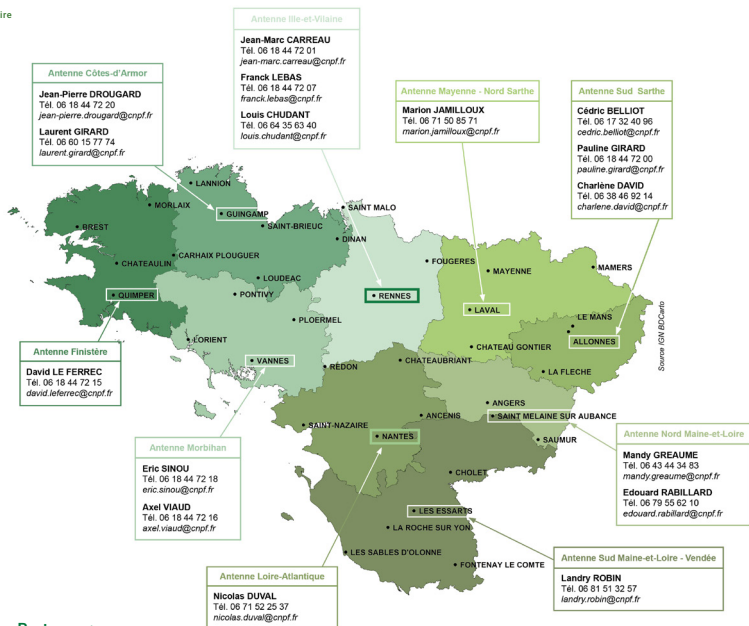 ire
Antenne Ille-et-Vilaine
Jean-Marc CARREAU
Tél. 06 18 44 72 01
jean-marc.carreau@cnpf.fr
Franck LEBAS
Tél. 06 18 44 72 07
franck.lebas@cnpf.fr
Louis CHUDANT
Tél. 06 64 35 63 40
louis.chudant@cnpf.fr
Antenne Côtes-d'Armor
Jean-Pierre DROUGARD
Tél. 06 18 44 72 20
jean-pierre.drougard@cnpf.fr
Laurent GIRARD
Tél. 06 60 15 77 74
laurent.girard@cnpf.fr
Antenne Mayenne - Nord Sarthe
Marion JAMILLOUX
Tél. 06 71 50 85 71
marion.jamilloux@cnpf.fr
Antenne Sud Sarthe
Cédric BELLIOT
Tél. 06 17 32 40 96
cedric.belliot@cnpf.fr
Pauline GIRARD
Tél. 06 18 44 72 00
pauline.girard@cnpf.fr
Charlène DAVID
Tél. 06 38 46 92 14
charlene.david@cnpf.fr
LANNION
MORLAIX
GUINGAMP
SAINT MALO
BREST
SAINT-BRIEUC
DINAN
CARHAIX PLOUGUER
CHATEAULIN
FOUGERES
MAYENNE
MAMERS
LOUDEAC
QUIMPER
PONTIVY
RENNES
LAVAL
PLOERMEL
LE MANS
LORIENT
ALLONNES
CHATEAU GONTIER
VANNES
CHATEAUBRIANT
REDON
LA FLECHE
Source IGN BDCarto
ANGERS
ANCENIS
SAINT MELAINE SUR AUBANCE
SAINT-NAZAIRE
NANTES
SAUMUR
CHOLET
LES ESSARTS
LA ROCHE SUR YON
LES SABLES D'OLONNE
FONTENAY LE COMTE
Antenne Finistère
David LE FERREC
Tél. 06 18 44 72 15
david.leferrec@cnpf.fr
Antenne Morbihan
Eric SINOU
Tél. 06 18 44 72 18
eric.sinou@cnpf.fr
Axel VIAUD
Tél. 06 18 44 72 16
axel.viaud@cnpf.fr
Antenne Nord Maine-et-Loire
Mandy GREAUME
Tél. 06 43 44 34 83
mandy.greaume@cnpf.fr
Edouard RABILLARD
Tél. 06 79 55 62 10
edouard.rabillard@cnpf.fr
Antenne Sud Maine-et-Loire - Vendée
Landry ROBIN
Tél. 06 81 51 32 57
landry.robin@cnpf.fr
Antenne Loire-Atlantique
Nicolas DUVAL
Tél. 06 71 52 25 37
nicolas.duval@cnpf.fr